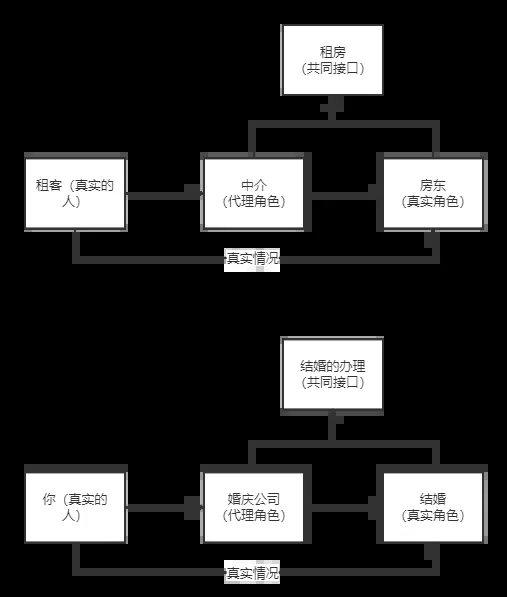 租房
（共同接口）
租客（真实的
人）
中介
（代理角色）
房东
（真实角色）
真实情况
结婚的办理
（共同接口）
你（真实的
人）
婚庆公司
（代理角色）
结婚
（真实角色）
真实情况